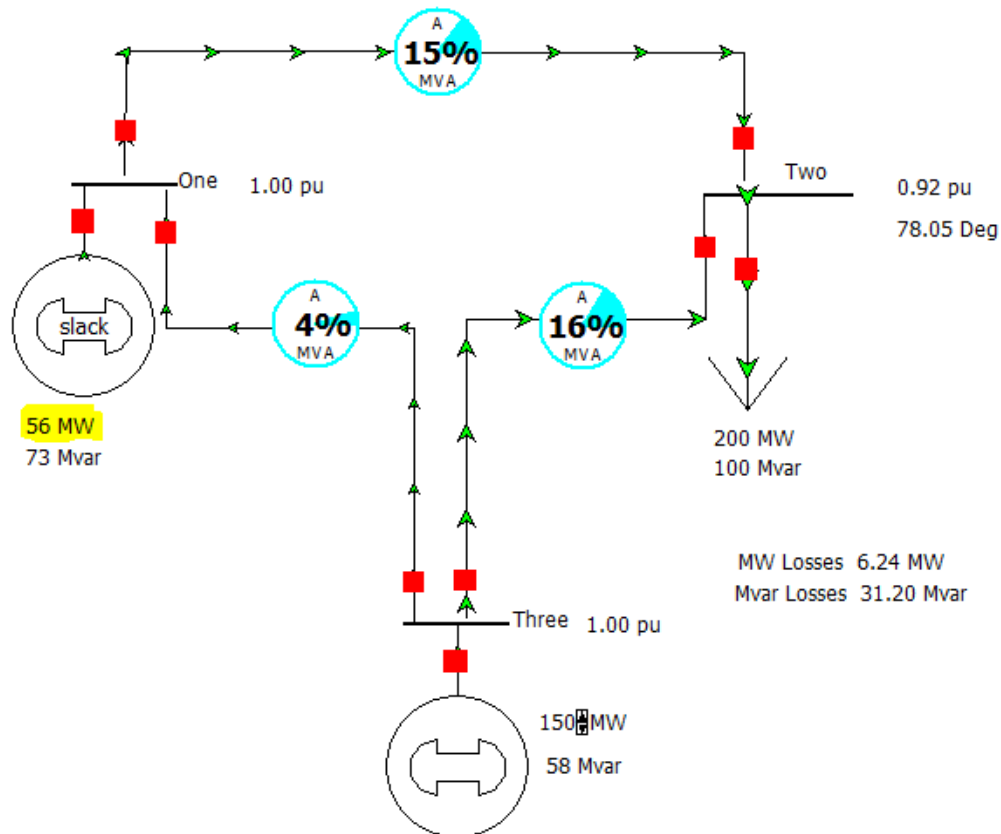 A
15%
MVA
One
1.00 pu
Two
0.92 pu
78.05 Deg
slack
A
4%
MVA
A
16%
MVA
56 MW
73 Mvar
200 MW
100 Mvar
MW Losses 6.24 MW
Mvar Losses 31.20 Mvar
Three
1.00 pu
150 MW
58 Mvar